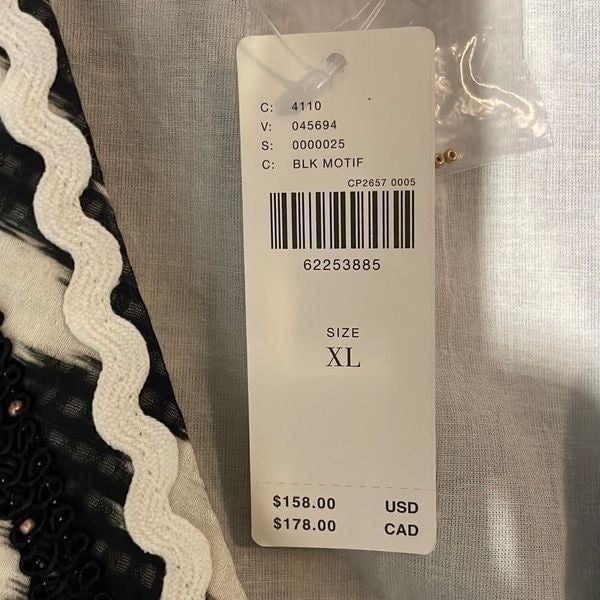 C: 4110
V: 045694
S: 0000025
C: BLK MOTIF
CP2657 0005
62253885
SIZE
XL
$158.00 USD
$178.00 CAD